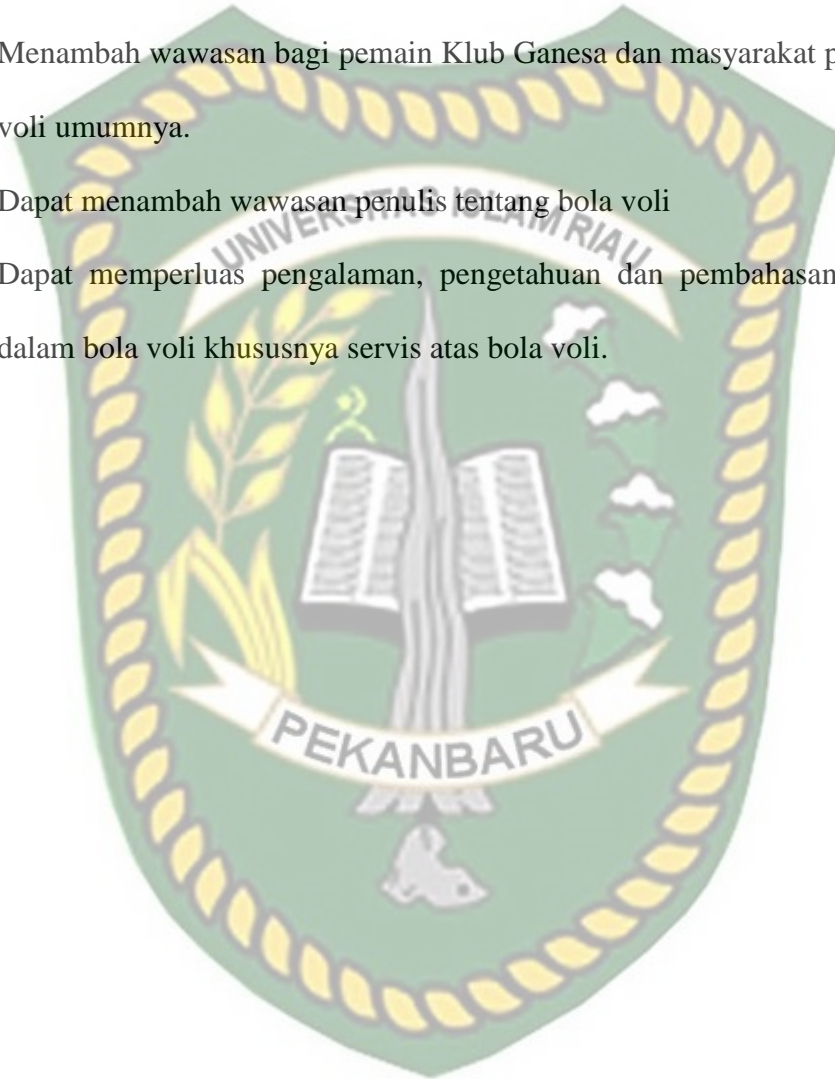 Menambah wawasan bagi pemain Klub Ganesa dan masyarakat p
voli umumnya.
Dapat menambah wawasan penulis tentang bola voli
UNIVERSITAS ISLAM RIAU
Dapat memperluas pengalaman, pengetahuan dan pembahasan
dalam bola voli khususnya servis atas bola voli.
PEKANBARU